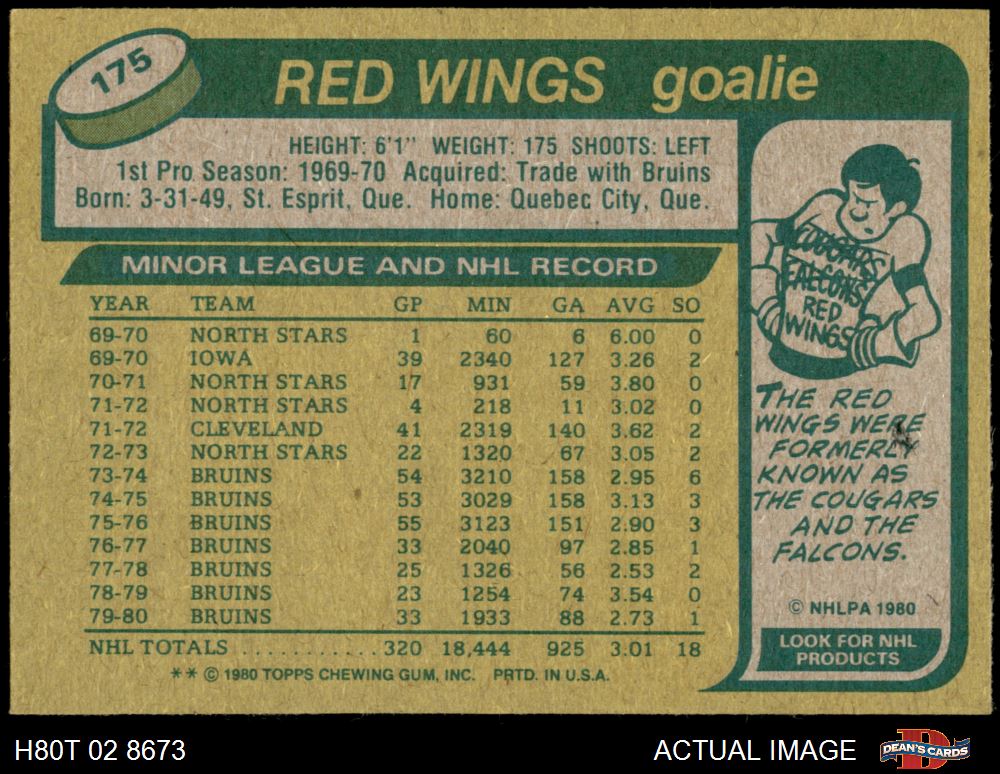 175
RED WINGS goalie
HEIGHT: 6'1" WEIGHT: 175 SHOOTS: LEFT
1st Pro Season: 1969-70 Acquired: Trade with Bruins
Born: 3-31-49, St. Esprit, Que. Home: Quebec City, Que.
MINOR LEAGUE AND NHL RECORD
YEAR TEAM GP MIN GA AVG SO
69-70 NORTH STARS 1 60 6 6.00 0
69-70 IOWA 39 2340 127 3.26 2
70-71 NORTH STARS 17 931 59 3.80 0
71-72 NORTH STARS 4 218 11 3.02 0
71-72 CLEVELAND 41 2319 140 3.62 2
72-73 NORTH STARS 22 1320 67 3.05 2
73-74 BRUINS 54 3210 158 2.95 6
74-75 BRUINS 53 3029 158 3.13 3
75-76 BRUINS 55 3123 151 2.90 3
76-77 BRUINS 33 2040 97 2.85 1
77-78 BRUINS 25 1326 56 2.53 2
78-79 BRUINS 23 1254 74 3.54 0
79-80 BRUINS 33 1933 88 2.73 1
NHL TOTALS ............ 320 18,444 925 3.01 18
** © 1980 TOPPS CHEWING GUM, INC. PRTD. IN U.S.A.
COUGARS
FALCONS
RED
WINGS
THE RED
WINGS WERE
FORMERLY
KNOWN AS
THE COUGARS
AND THE
FALCONS.
© NHLPA 1980
LOOK FOR NHL
PRODUCTS
H80T 02 8673
ACTUAL IMAGE
DEAN'S CARDS